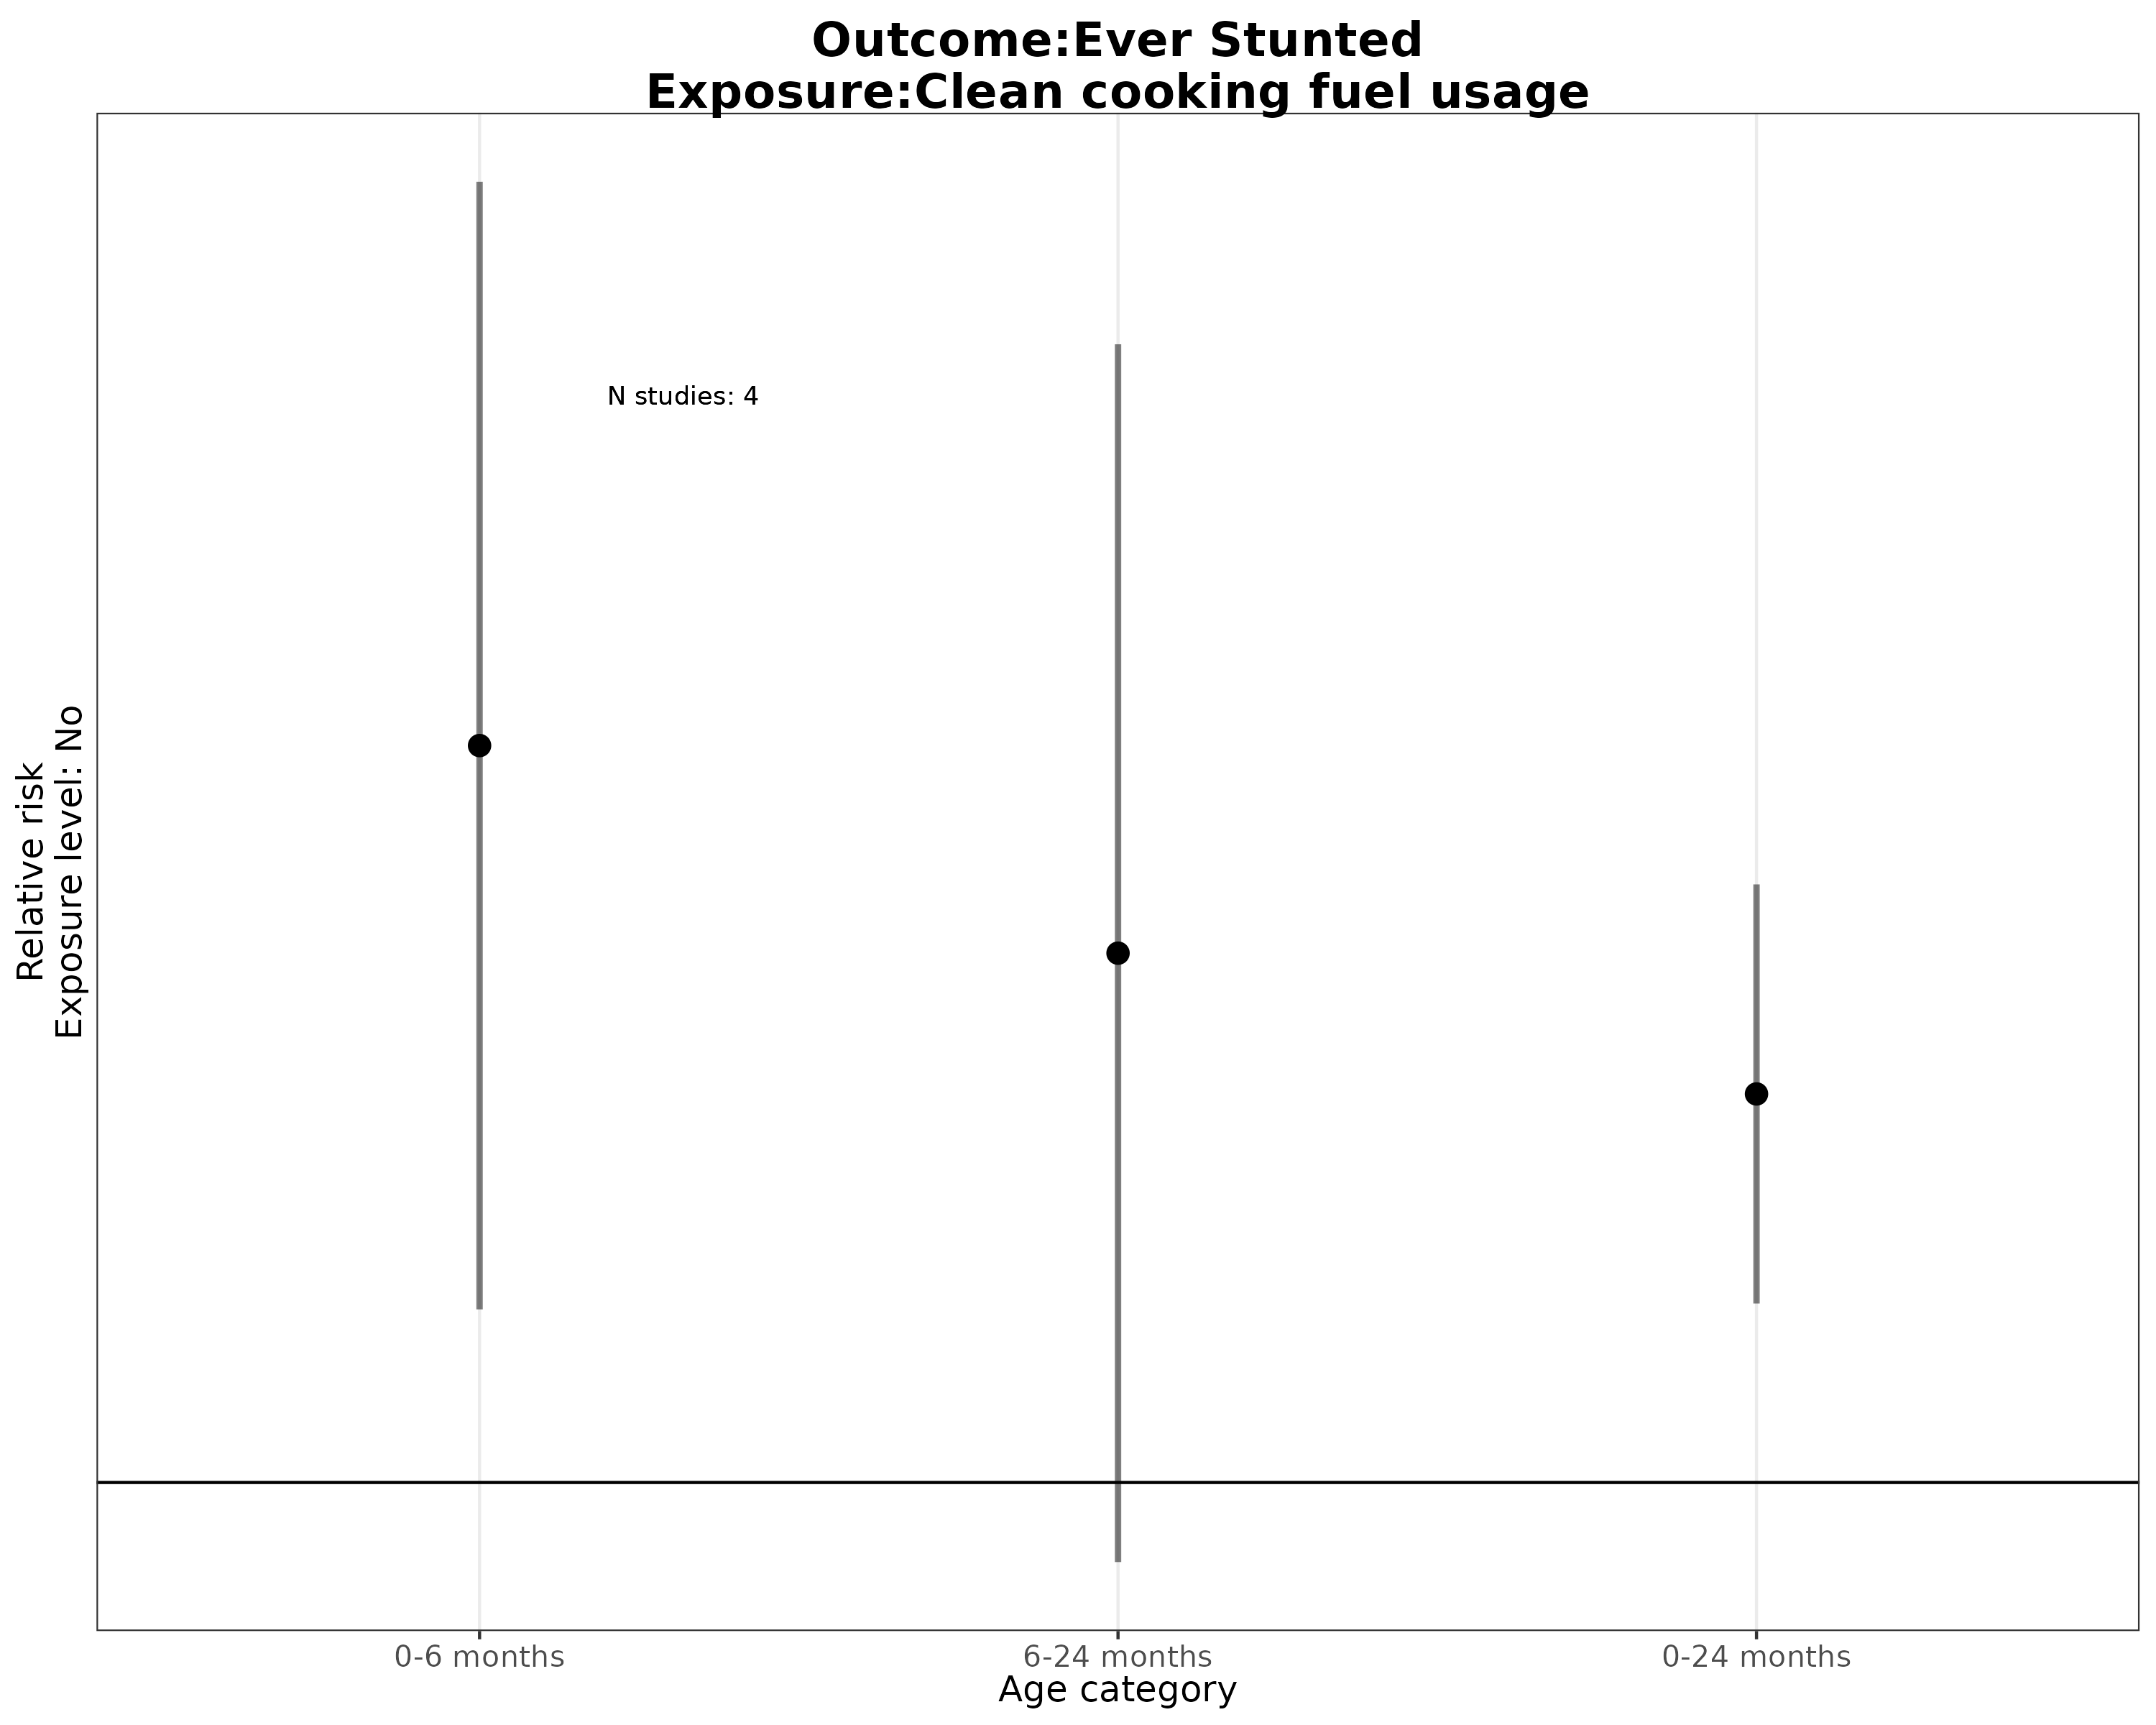 Outcome:Ever Stunted
Exposure:Clean cooking fuel usage
N studies: 4
Relative risk
Exposure level: No
0-6 months
6-24 months
0-24 months
Age category